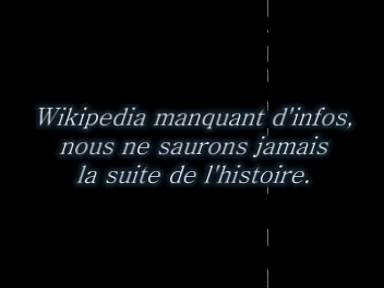 Wikipedia manquant d'infos,
nous ne saurons jamais
la suite de l'histoire.